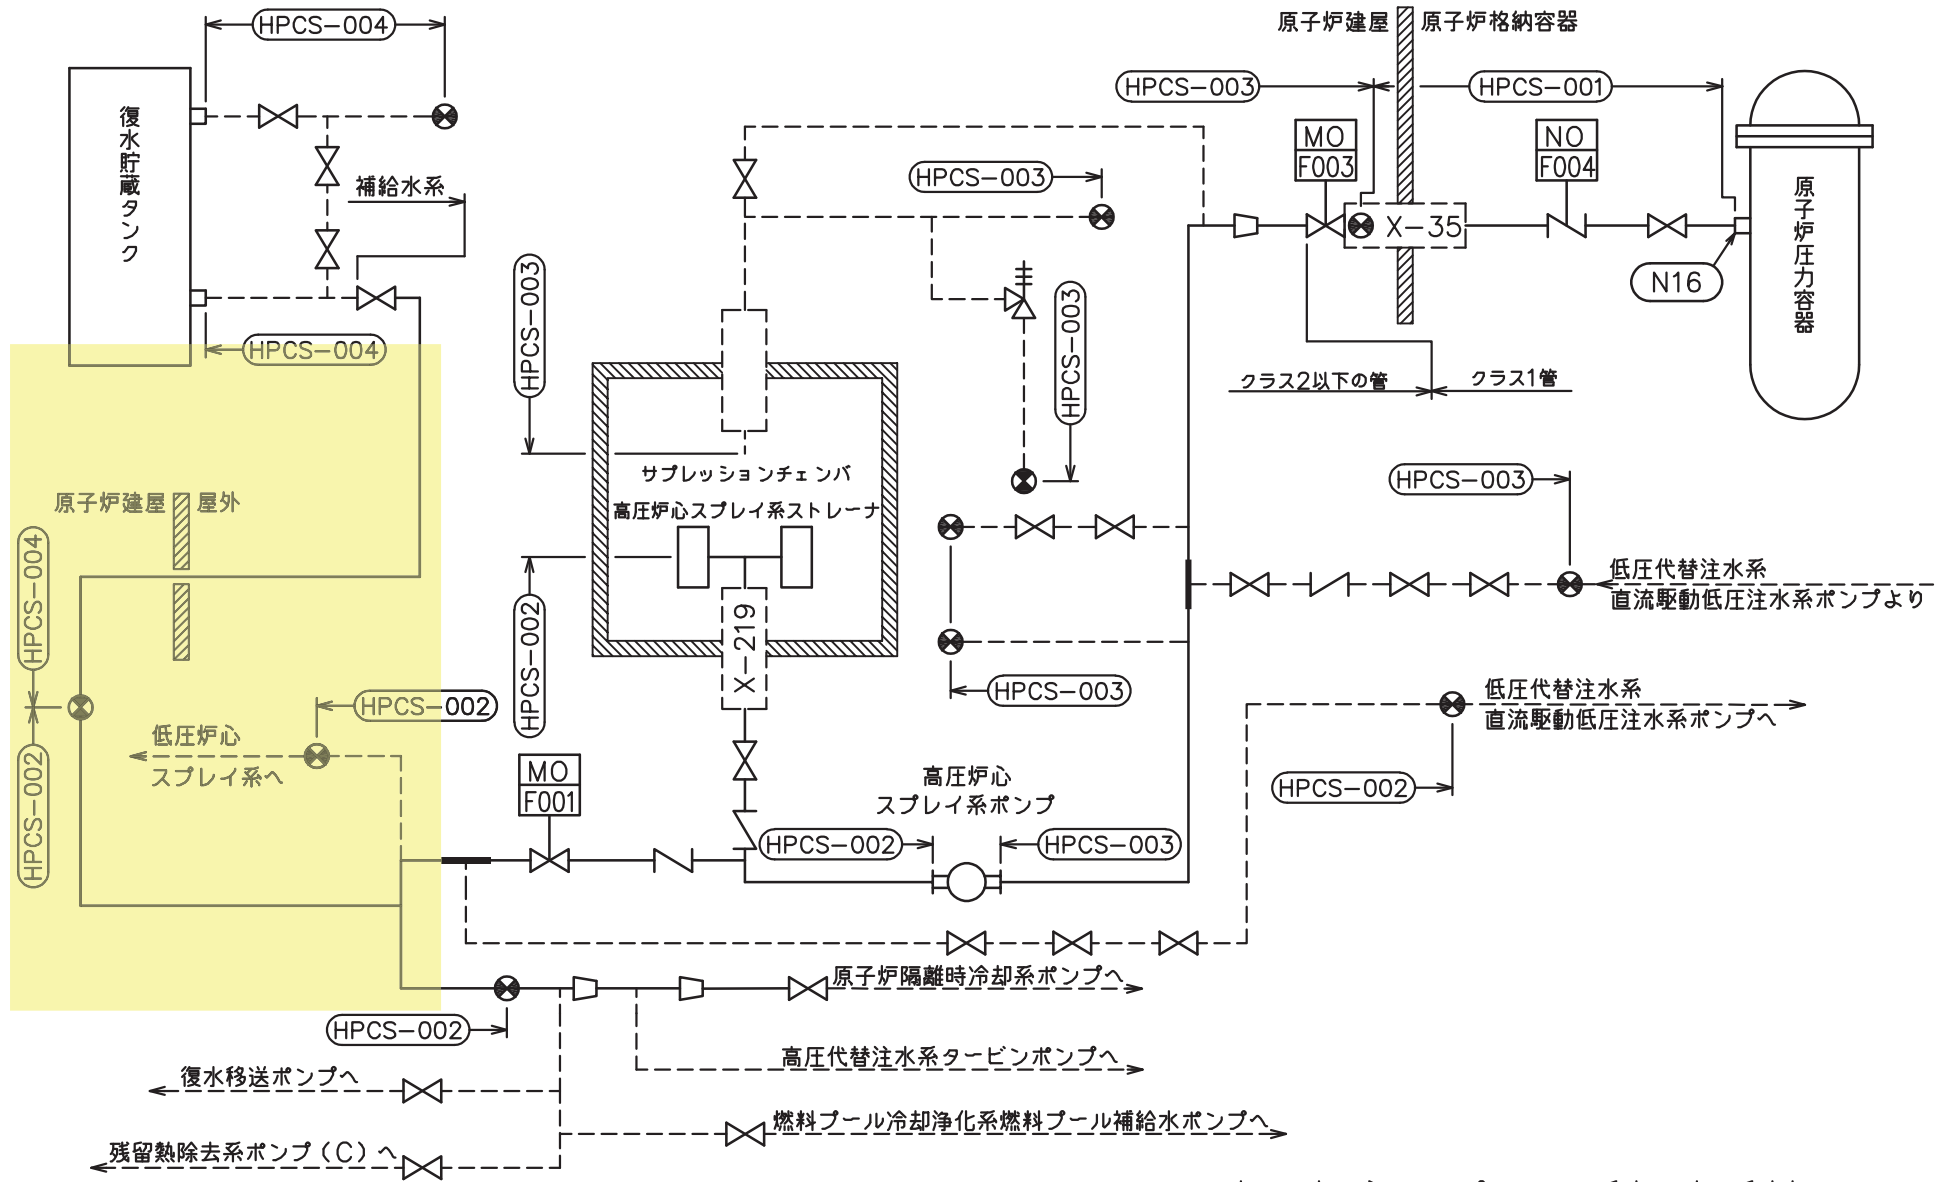 HPCS-004
原子炉建屋
原子炉格納容器
HPCS-003
HPCS-001
復水貯蔵タンク
MO
F003
NO
F004
補給水系
HPCS-003
原子炉圧力容器
X-35
N16
HPCS-003
HPCS-003
HPCS-004
クラス2以下の管
クラス1管
サプレッションチェンバ
高圧炉心スプレイ系ストレーナ
HPCS-003
原子炉建屋
屋外
HPCS-004
HPCS-002
X-219
低圧代替注水系
直流駆動低圧注水系ポンプより
HPCS-003
HPCS-002
低圧代替注水系
直流駆動低圧注水系ポンプへ
低圧炉心
スプレイ系へ
HPCS-002
MO
F001
高圧炉心
スプレイ系ポンプ
HPCS-002
HPCS-002
HPCS-003
原子炉隔離時冷却系ポンプへ
HPCS-002
高圧代替注水系タービンポンプへ
復水移送ポンプへ
燃料プール冷却浄化系燃料プール補給水ポンプへ
残留熱除去系ポンプ(C)へ